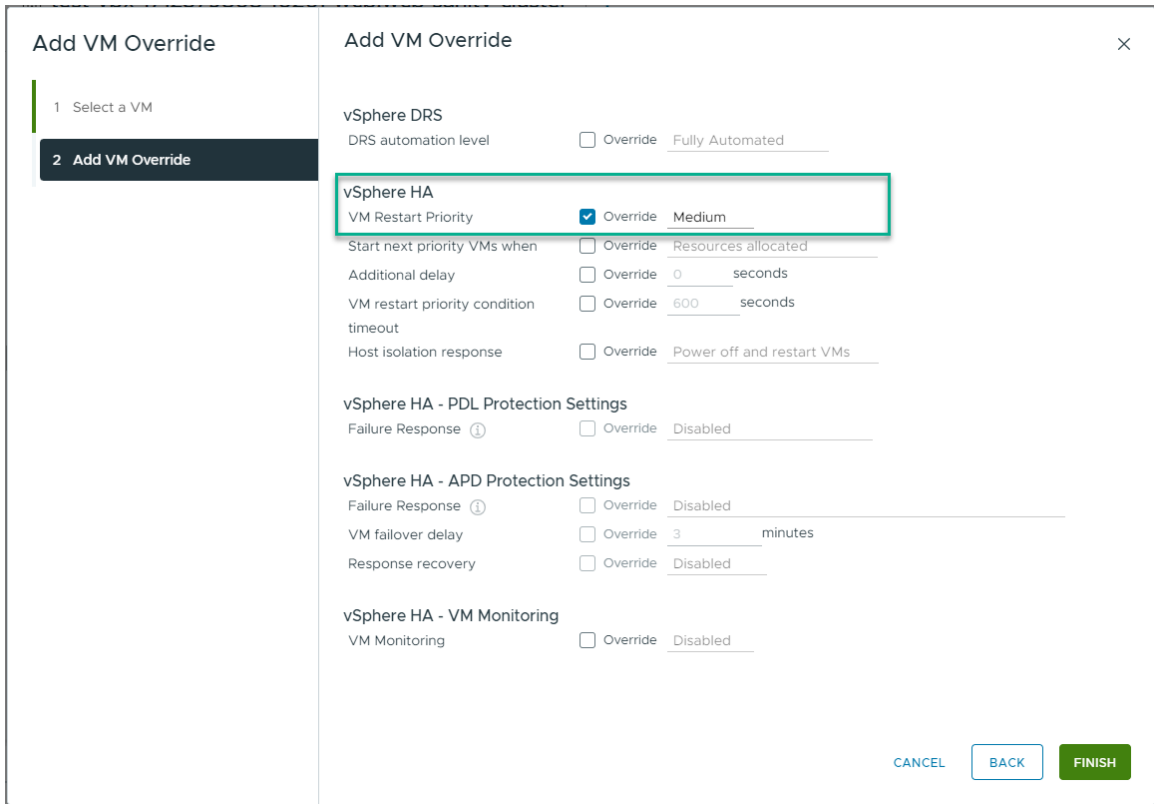 Add VM Override
1 Select a VM
2 Add VM Override
Add VM Override
vSphere DRS
DRS automation level Override Fully Automated
vSphere HA
VM Restart Priority Override Medium
Start next priority VMs when Override Resources allocated
Additional delay Override 0 seconds
VM restart priority condition Override 600 seconds
timeout
Host isolation response Override Power off and restart VMs
vSphere HA - PDL Protection Settings
Failure Response Override Disabled
vSphere HA - APD Protection Settings
Failure Response Override Disabled
VM failover delay Override 3 minutes
Response recovery Override Disabled
vSphere HA - VM Monitoring
VM Monitoring Override Disabled
CANCEL BACK FINISH